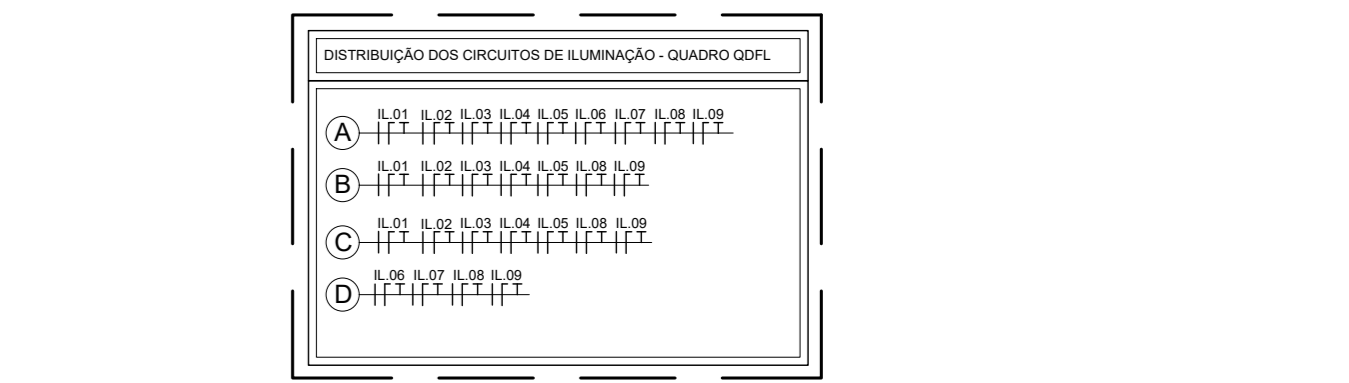 DISTRIBUIÇÃO DOS CIRCUITOS DE ILUMINAÇÃO - QUADRO QDFL
A IL.01 IL.02 IL.03 IL.04 IL.05 IL.06 IL.07 IL.08 IL.09
B IL.01 IL.02 IL.03 IL.04 IL.05 IL.08 IL.09
C IL.01 IL.02 IL.03 IL.04 IL.05 IL.08 IL.09
D IL.06 IL.07 IL.08 IL.09